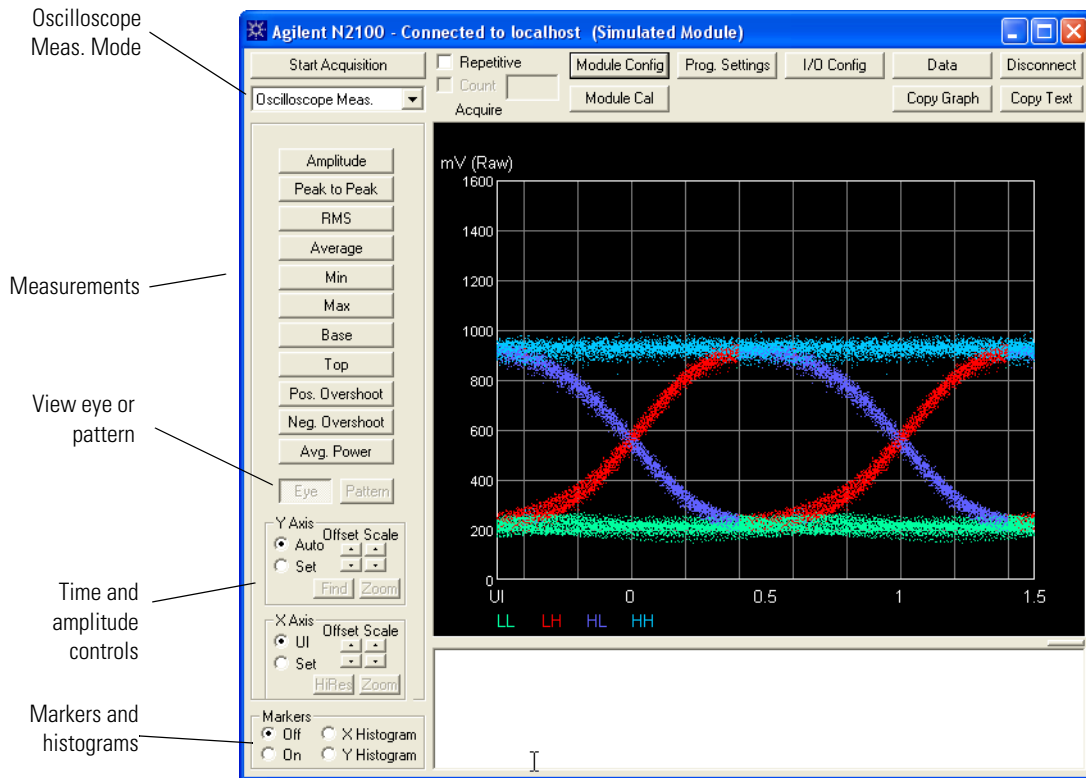 Oscilloscope
Meas. Mode
Measurements
View eye or
pattern
Time and
amplitude
controls
Markers and
histograms
Agilent N2100 - Connected to localhost (Simulated Module)
Start Acquisition
Repetitive
Module Config
Prog. Settings
I/O Config
Data
Disconnect
Oscilloscope Meas.
Count
Acquire
Module Cal
Copy Graph
Copy Text
Amplitude
Peak to Peak
RMS
Average
Min
Max
Base
Top
Pos. Overshoot
Neg. Overshoot
Avg. Power
Eye
Pattern
Y Axis
Offset Scale
Auto
Set
Find
Zoom
X Axis
Offset Scale
UI
Set
HiRes
Zoom
Markers
Off
X Histogram
On
Y Histogram
mV (Raw)
1600
1400
1200
1000
800
600
400
200
0
UI
0
0.5
1
1.5
LL LH HL HH